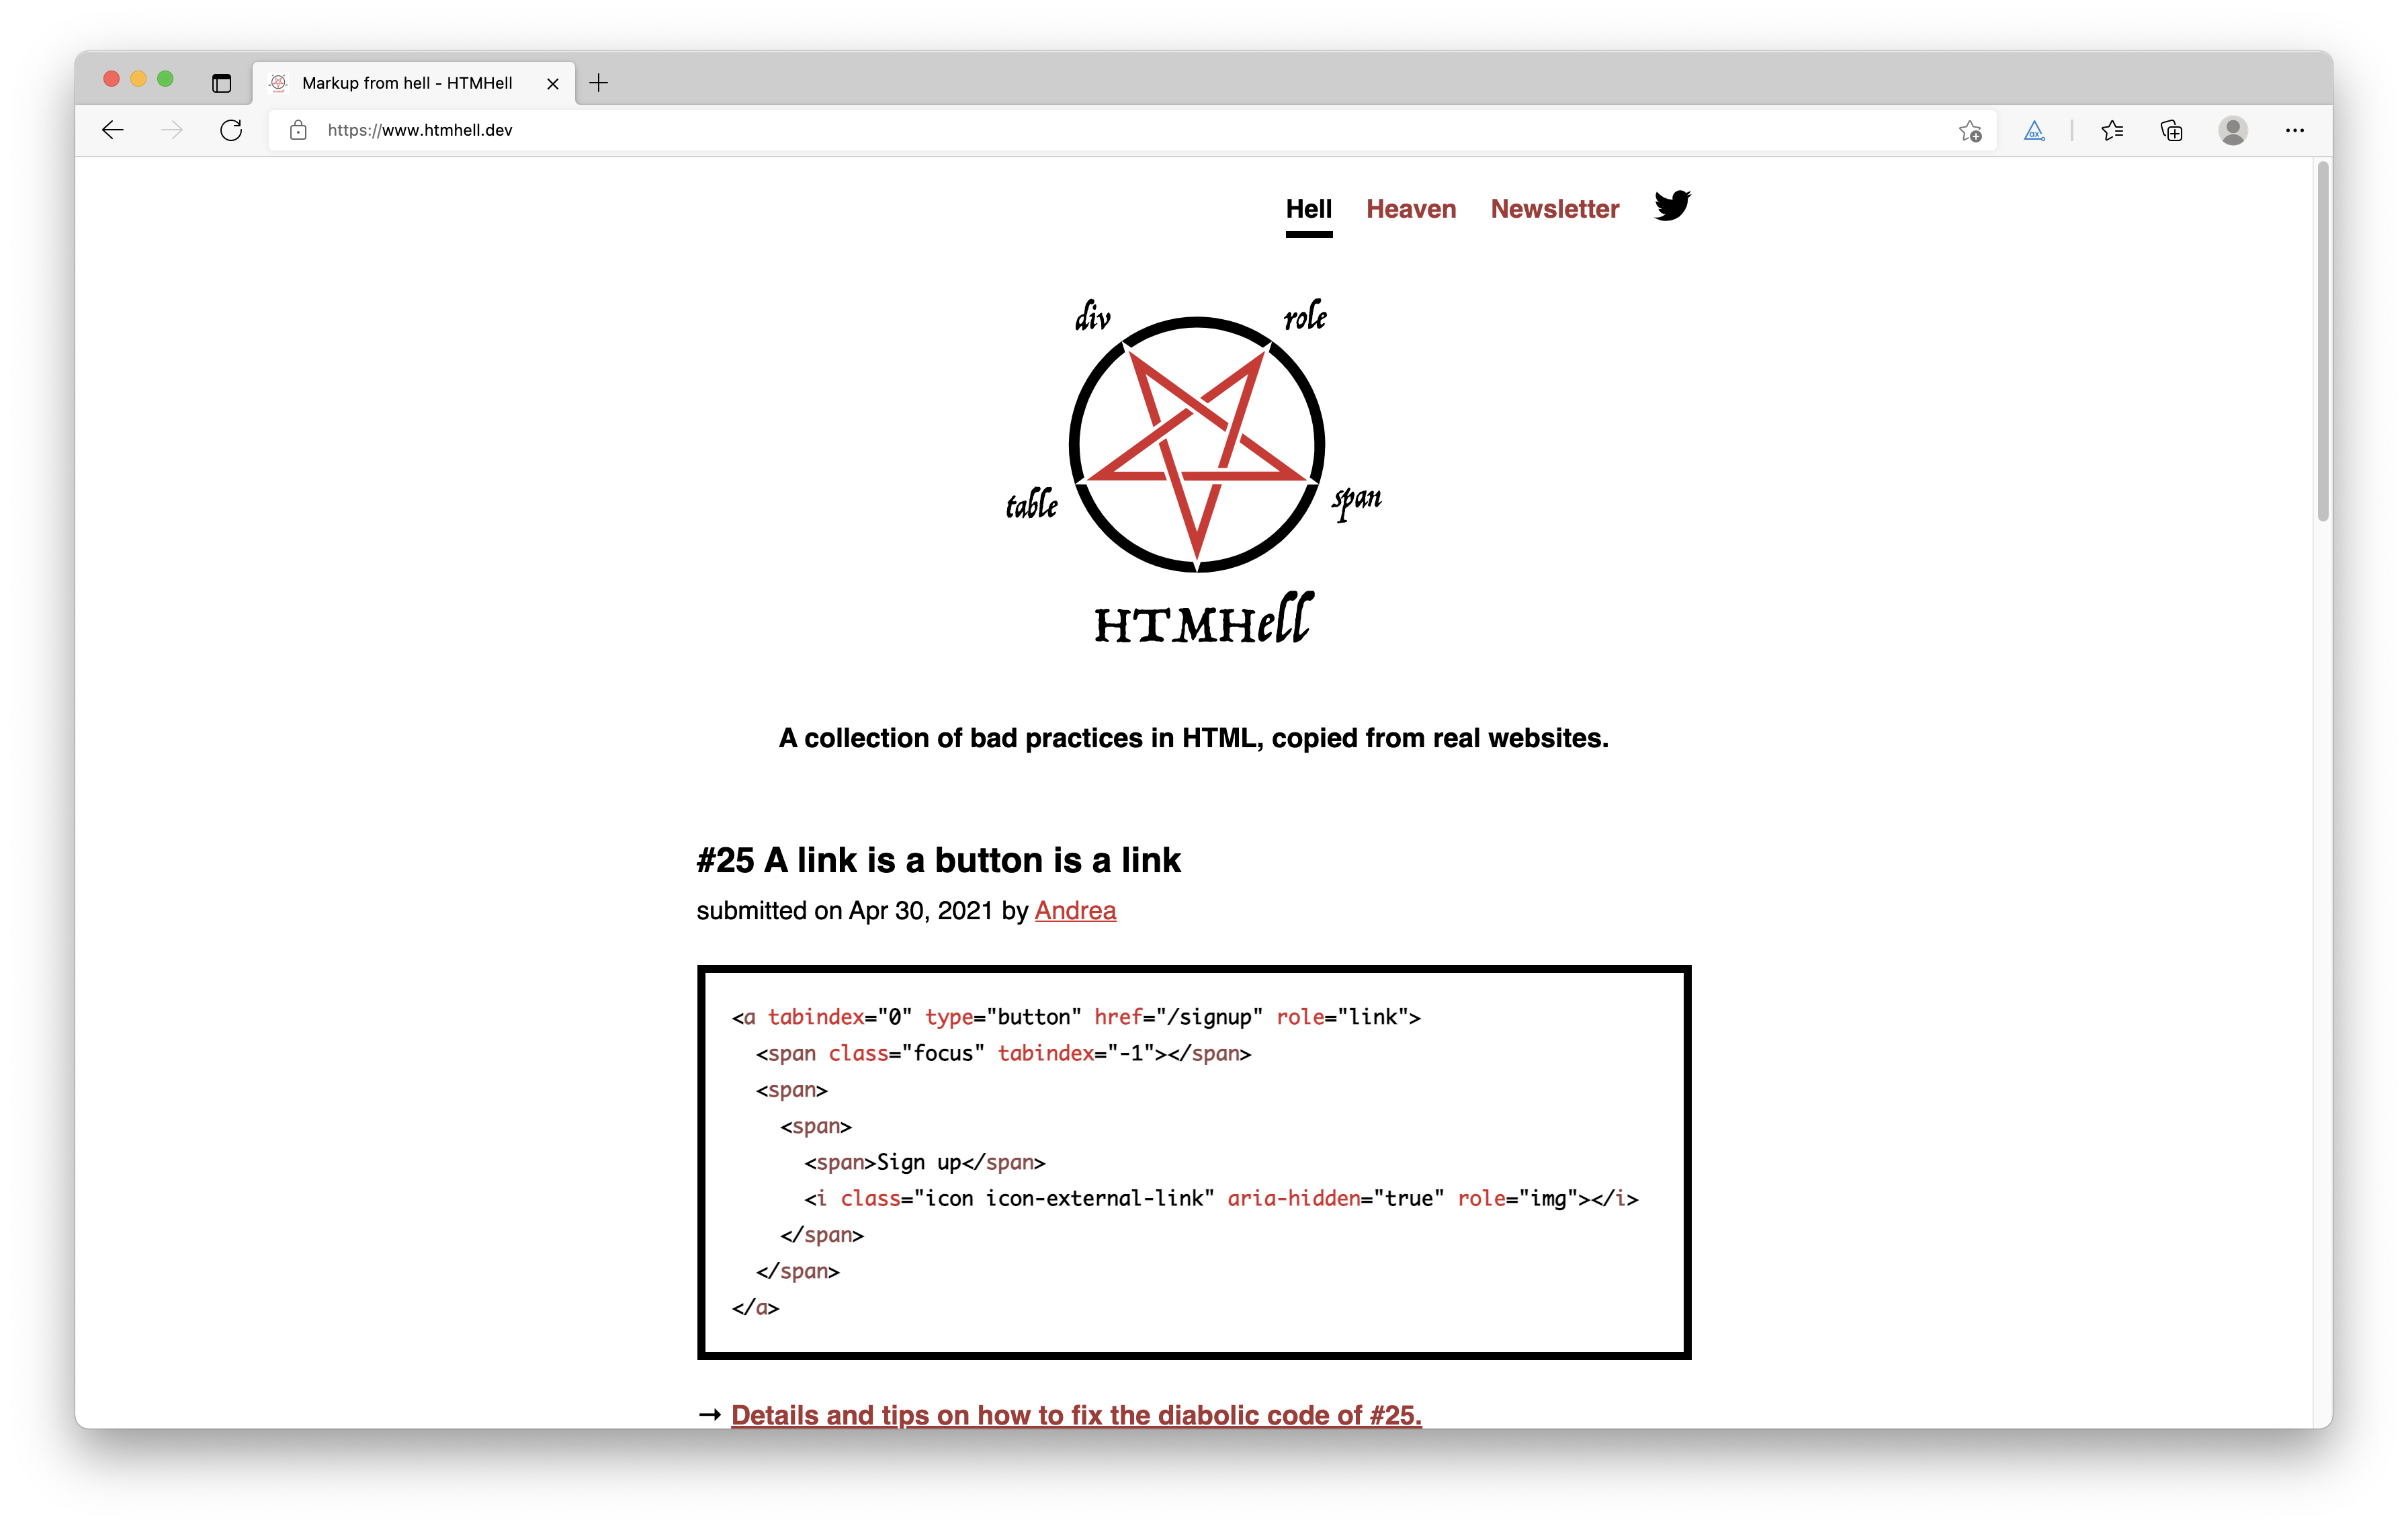 Markup from hell - HTMHell
https://www.htmhell.dev
Hell Heaven Newsletter
div role
table span
HTMHell
A collection of bad practices in HTML, copied from real websites.
#25 A link is a button is a link
submitted on Apr 30, 2021 by Andrea
<a tabindex="0" type="button" href="/signup" role="link">
<span class="focus" tabindex="-1"></span>
<span>
<span>
<span>Sign up</span>
<i class="icon icon-external-link" aria-hidden="true" role="img"></i>
</span>
</span>
</a>
→ Details and tips on how to fix the diabolic code of #25.